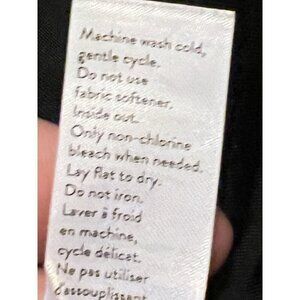 Machine wash cold,
gentle cycle.
Do not use
fabric softener.
Inside out.
Only non-chlorine
bleach when needed.
Lay flat to dry.
Do not iron.
Laver à froid
en machine,
cycle délicat.
Ne pas utiliser
d'assouplissant